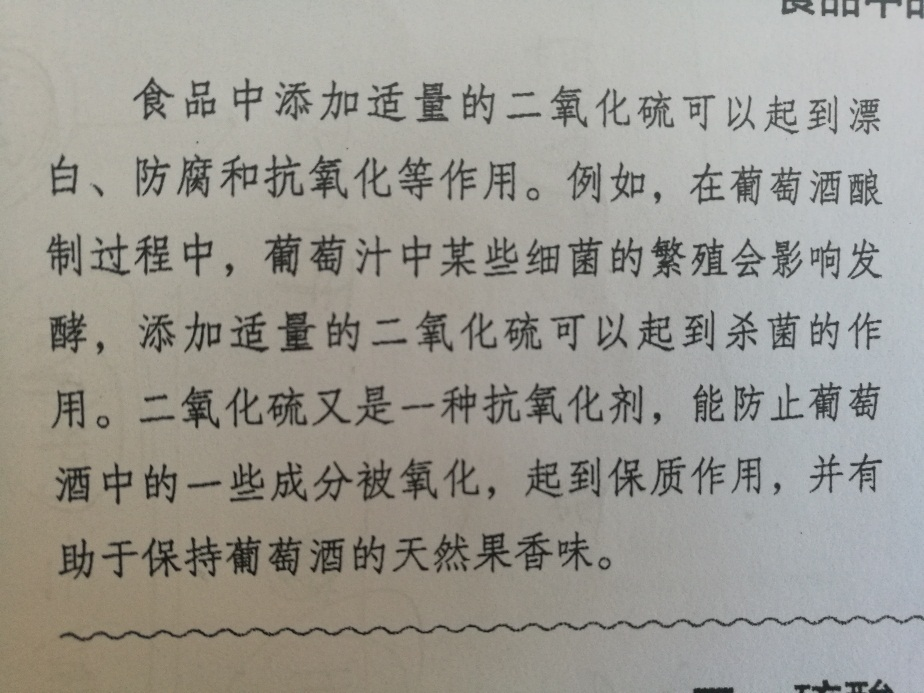 食品中的
食品中添加适量的二氧化硫可以起到漂
白、防腐和抗氧化等作用。例如，在葡萄酒酿
制过程中，葡萄汁中某些细菌的繁殖会影响发
酵，添加适量的二氧化硫可以起到杀菌的作
用。二氧化硫又是一种抗氧化剂，能防止葡萄
酒中的一些成分被氧化，起到保质作用，并有
助于保持葡萄酒的天然果香味。
硫酸